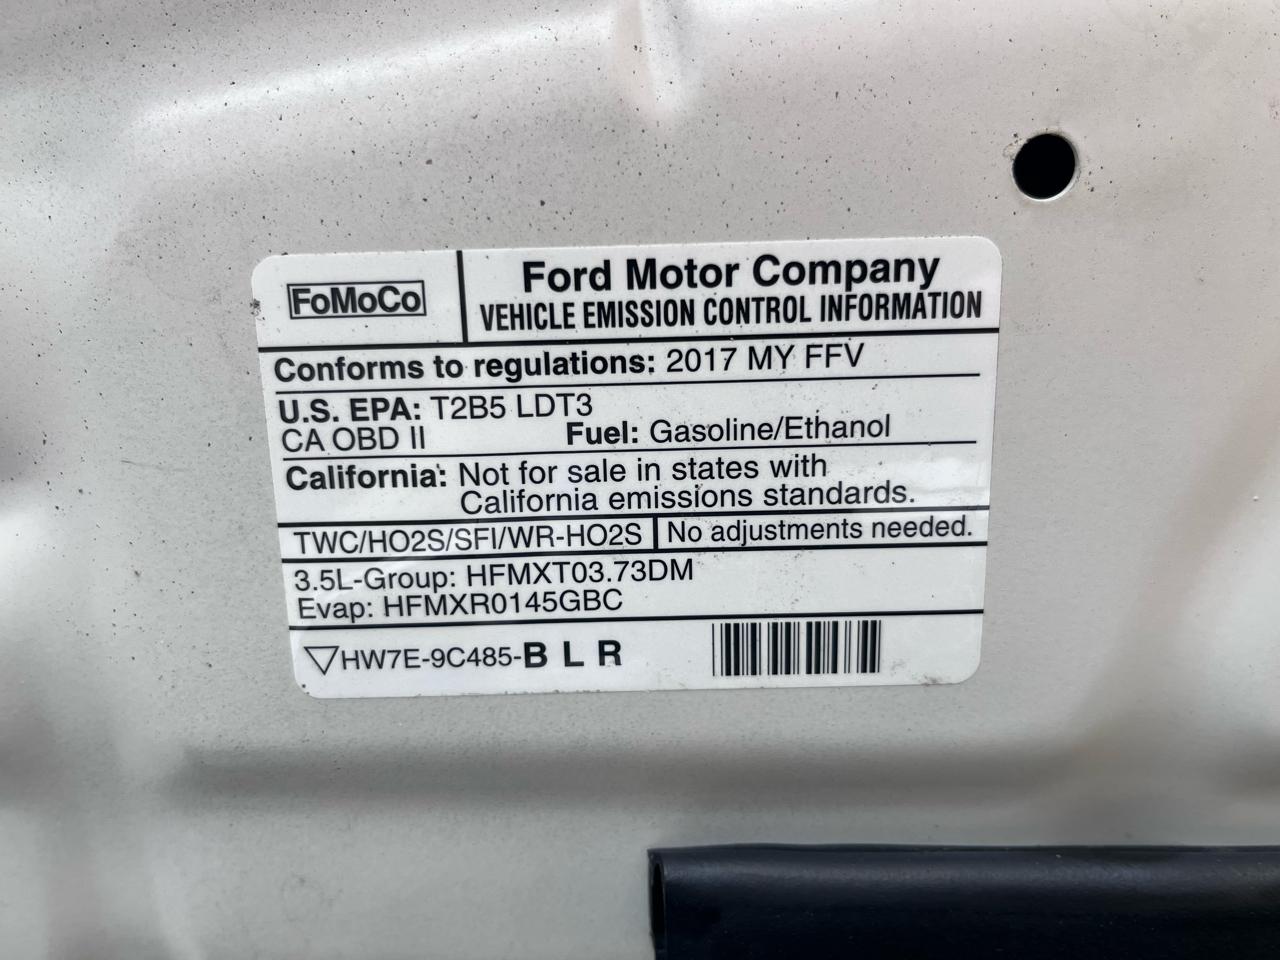 FoMoCo
Ford Motor Company
VEHICLE EMISSION CONTROL INFORMATION
Conforms to regulations: 2017 MY FFV
U.S. EPA: T2B5 LDT3
CA OBD II Fuel: Gasoline/Ethanol
California: Not for sale in states with
California emissions standards.
TWC/HO2S/SFI/WR-HO2S No adjustments needed.
3.5L-Group: HFMXT03.73DM
Evap: HFMXR0145GBC
HW7E-9C485-B L R